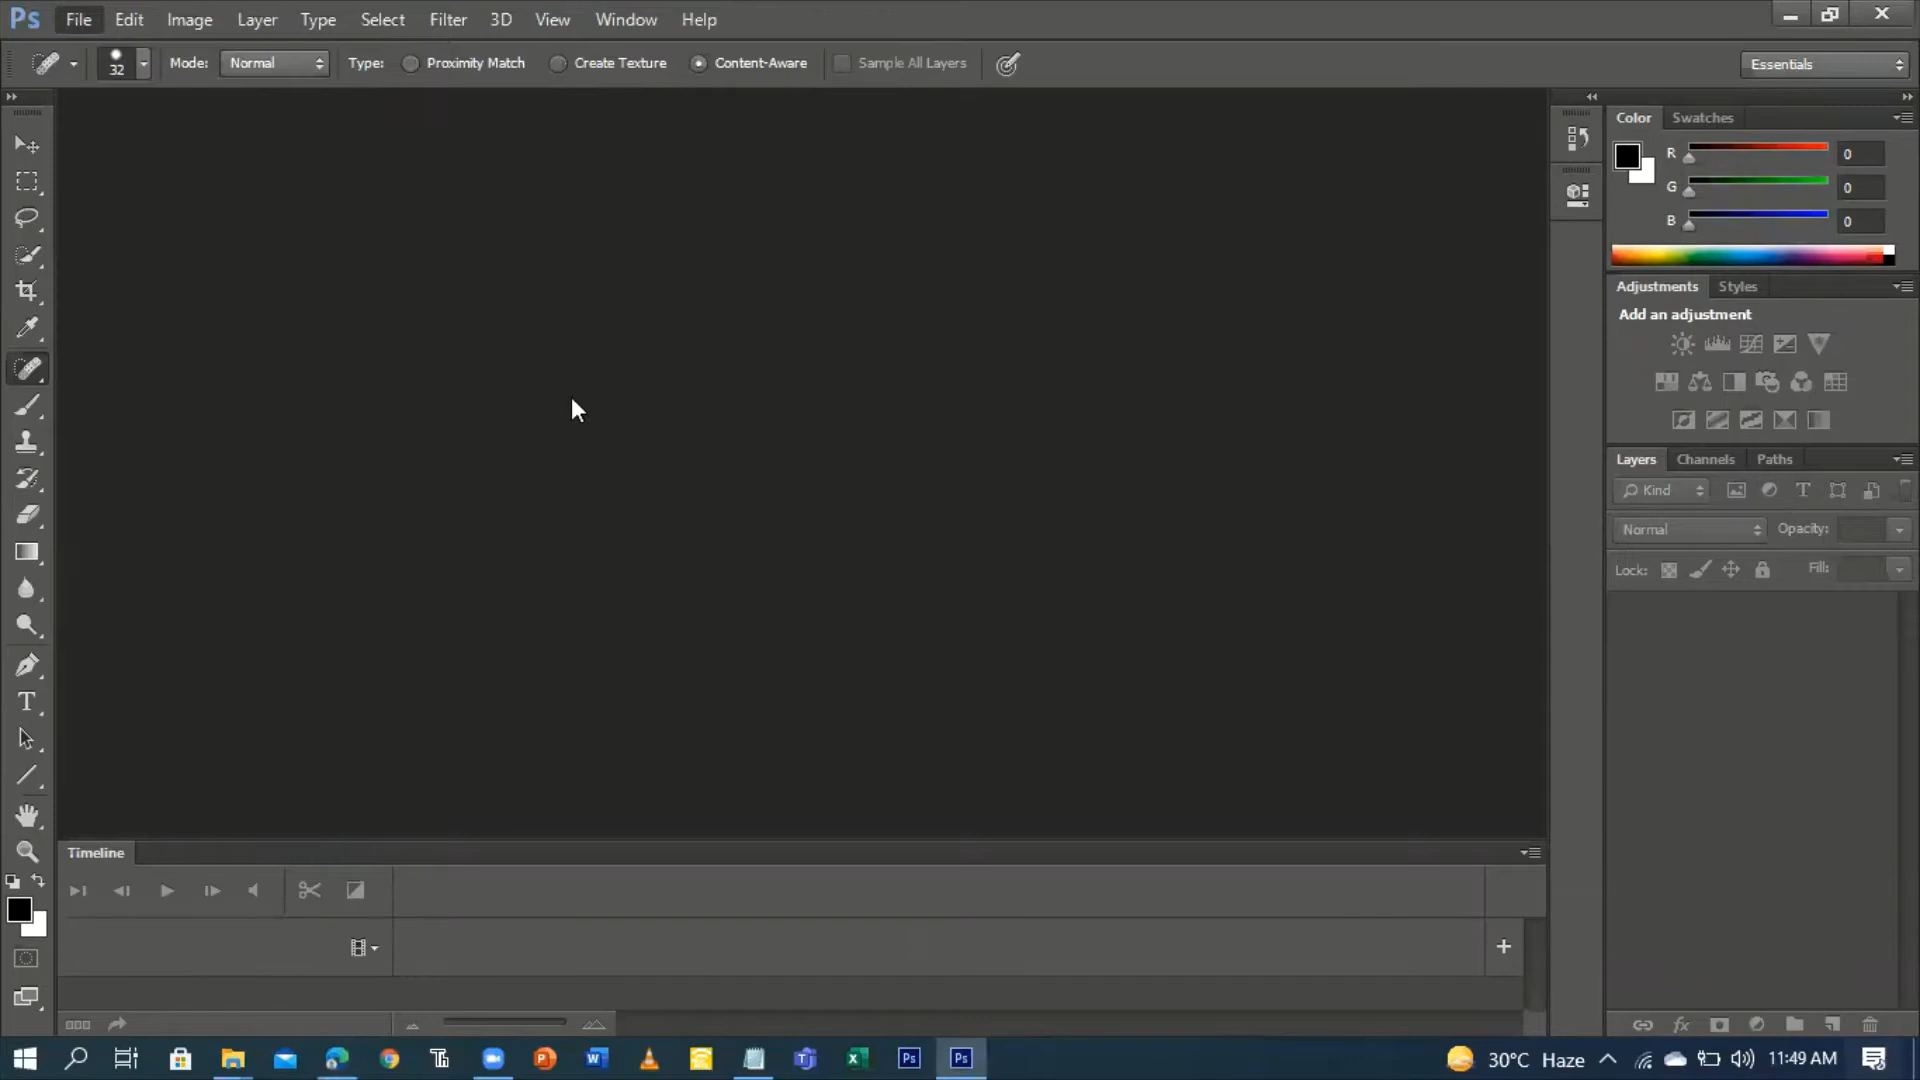 Ps File Edit Image Layer Type Select Filter 3D View Window Help
32 Mode: Normal Type: Proximity Match Create Texture Content-Aware Sample All Layers Essentials
Color Swatches
R 0
G 0
B 0
Adjustments Styles
Add an adjustment
Layers Channels Paths
Kind
Normal Opacity:
Lock: Fill:
Timeline
30°C Haze 11:49 AM